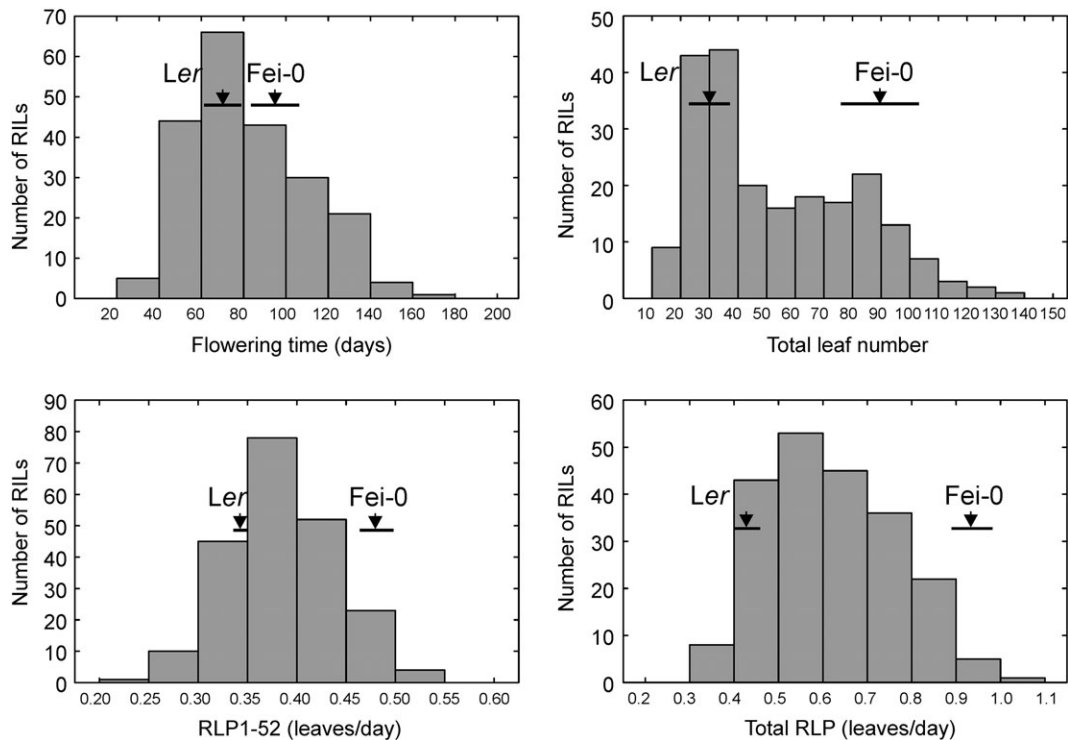 70
60
50
40
30
20
10
0
Number of RILs
Ler
Fei-0
20 40 60 80 100 120 140 160 180 200
Flowering time (days)
50
40
30
20
10
0
Number of RILs
Ler
Fei-0
10 20 30 40 50 60 70 80 90 100 110 120 130 140 150
Total leaf number
90
80
70
60
50
40
30
20
10
0
Number of RILs
Ler
Fei-0
0.20 0.25 0.30 0.35 0.40 0.45 0.50 0.55 0.60
RLP1-52 (leaves/day)
60
50
40
30
20
10
0
Number of RILs
Ler
Fei-0
0.2 0.3 0.4 0.5 0.6 0.7 0.8 0.9 1.0 1.1
Total RLP (leaves/day)